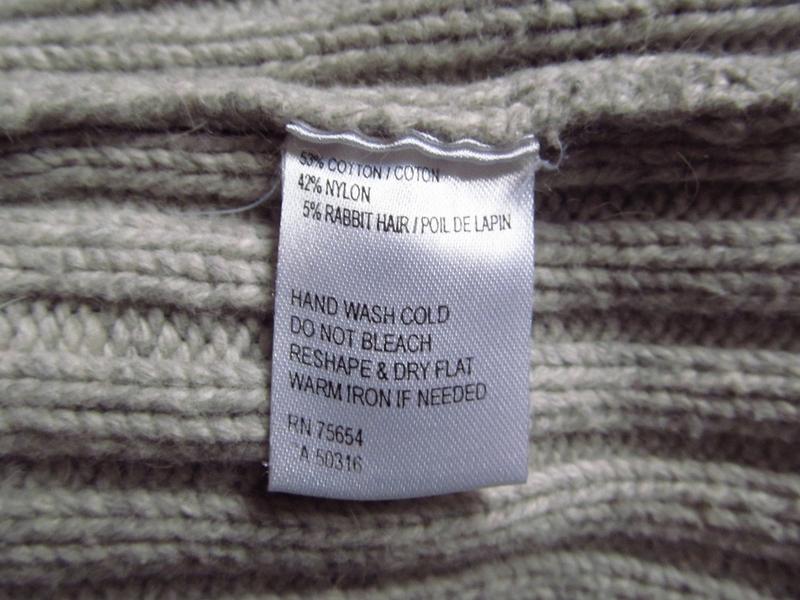 53% COTTON / COTON
42% NYLON
5% RABBIT HAIR / POIL DE LAPIN
HAND WASH COLD
DO NOT BLEACH
RESHAPE & DRY FLAT
WARM IRON IF NEEDED
RN 75654
A 50316